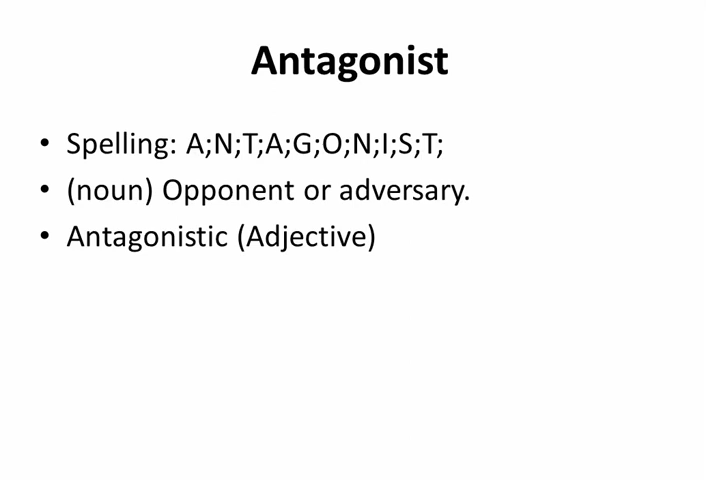 Antagonist
• Spelling: A;N;T;A;G;O;N;I;S;T;
• (noun) Opponent or adversary.
• Antagonistic (Adjective)